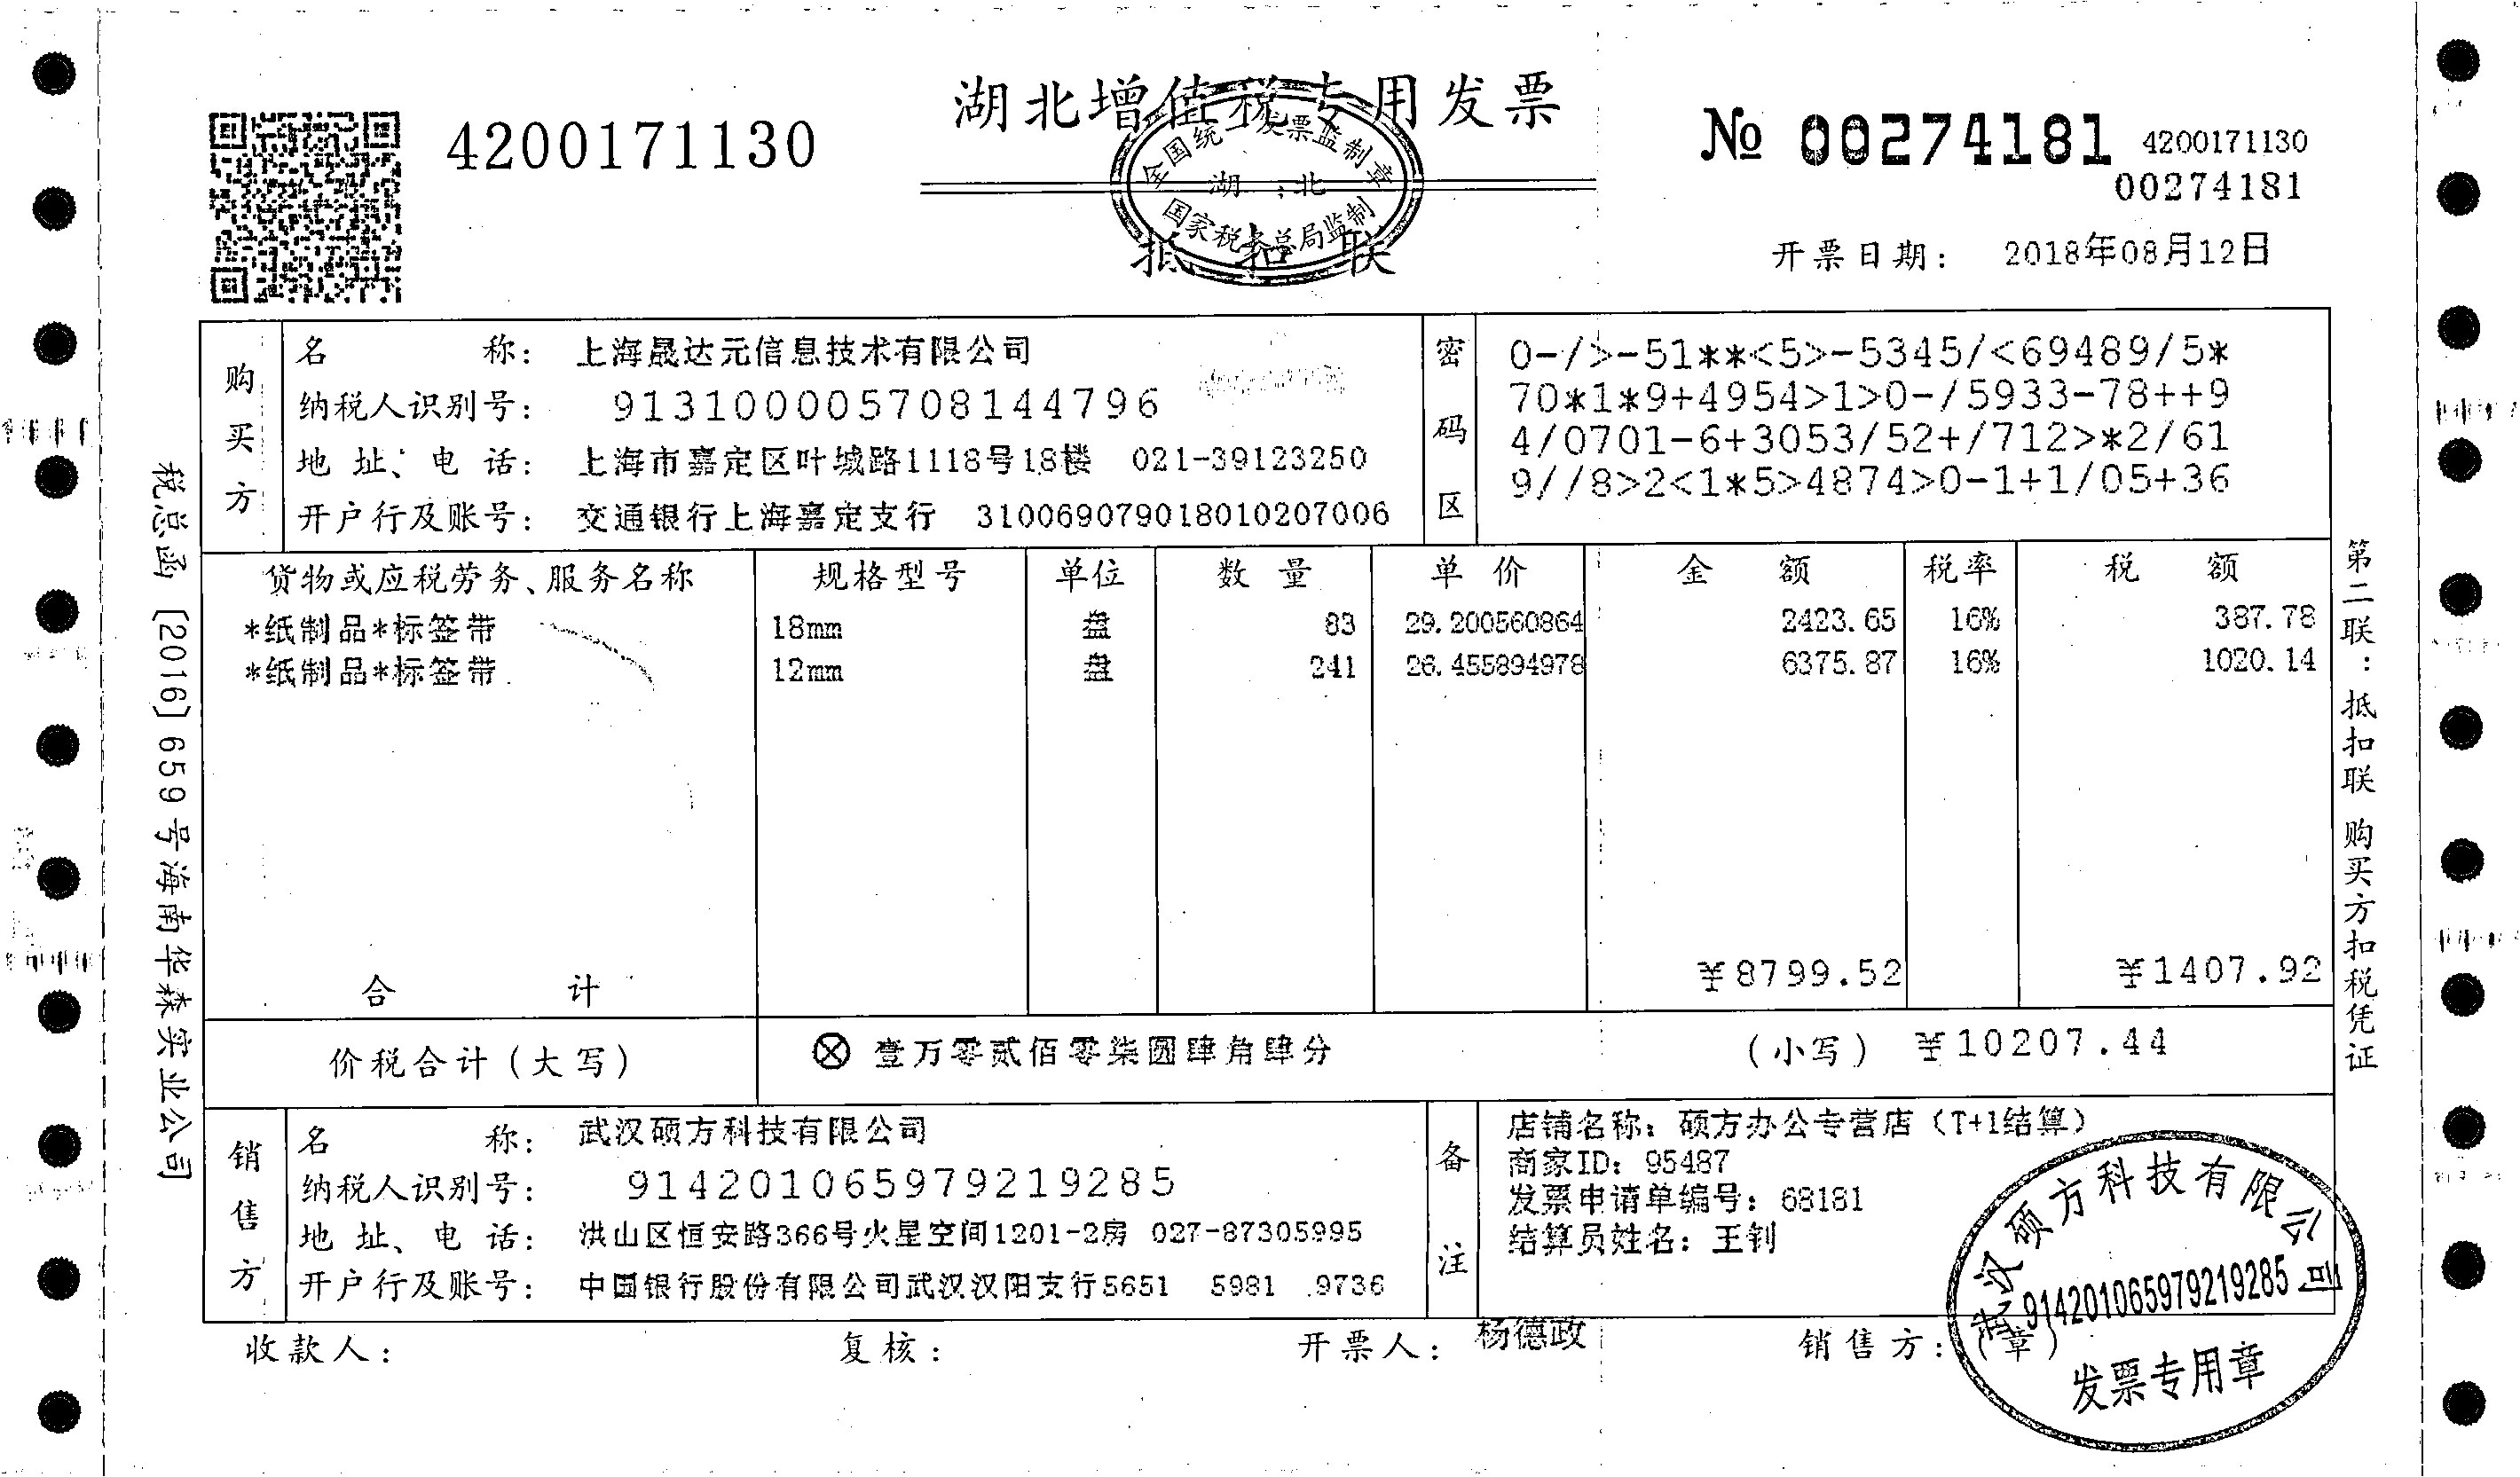 湖北增值税专用发票
4200171130
No 00274181
4200171130
00274181
全国统一发票监制章
湖北
国家税务总局监制
抵扣联
开票日期: 2018年08月12日
购买方
名称: 上海晟达元信息技术有限公司
纳税人识别号: 913100005708144796
地址、电话: 上海市嘉定区叶城路1118号18楼 021-39123250
开户行及账号: 交通银行上海嘉定支行 310069079018010207006
密码区
0-/>-51**<5>-5345/<69489/5*
70*1*9+4954>1>0-/5933-78++9
4/0701-6+3053/52+/712>*2/61
9//8>2<1*5>4874>0-1+1/05+36
货物或应税劳务、服务名称 规格型号 单位 数量 单价 金额 税率 税额
*纸制品*标签带 18mm 盘 83 29.200560864 2423.65 16% 387.78
*纸制品*标签带 12mm 盘 241 26.455894978 6375.87 16% 1020.14
合计 ¥8799.52 ¥1407.92
价税合计(大写) ⊗壹万零贰佰零柒圆肆角肆分 (小写) ¥10207.44
销售方
名称: 武汉硕方科技有限公司
纳税人识别号: 914201065979219285
地址、电话: 洪山区恒安路366号火星空间1201-2房 027-87305995
开户行及账号: 中国银行股份有限公司武汉汉阳支行5651 5981 9736
备注
店铺名称: 硕方办公专营店(T+1结算)
商家ID: 95487
发票申请单编号: 68181
结算员姓名: 王钊
收款人: 复核: 开票人: 杨德政 销售方:(章)
武汉硕方科技有限公司
914201065979219285
发票专用章
税总函[2016]659号海南华森实业公司
第二联:抵扣联 购买方扣税凭证